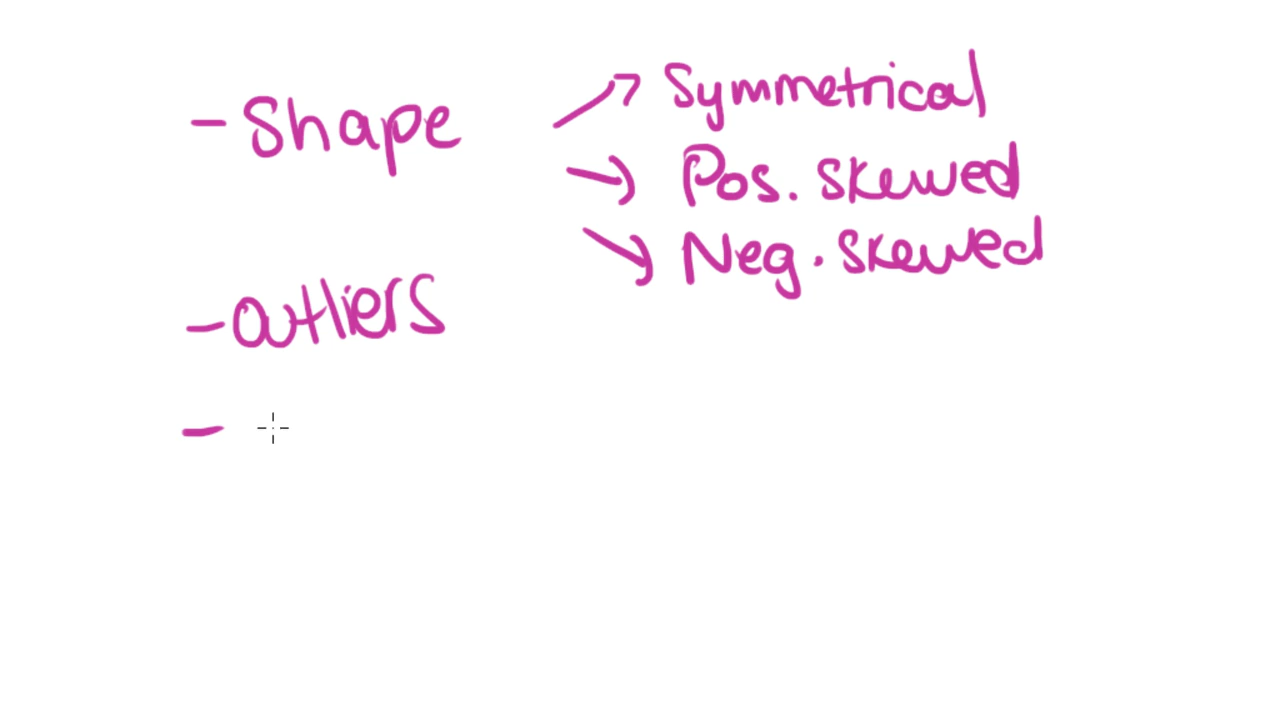 - Shape → Symmetrical
→ Pos. skewed
→ Neg. skewed
- Outliers
-